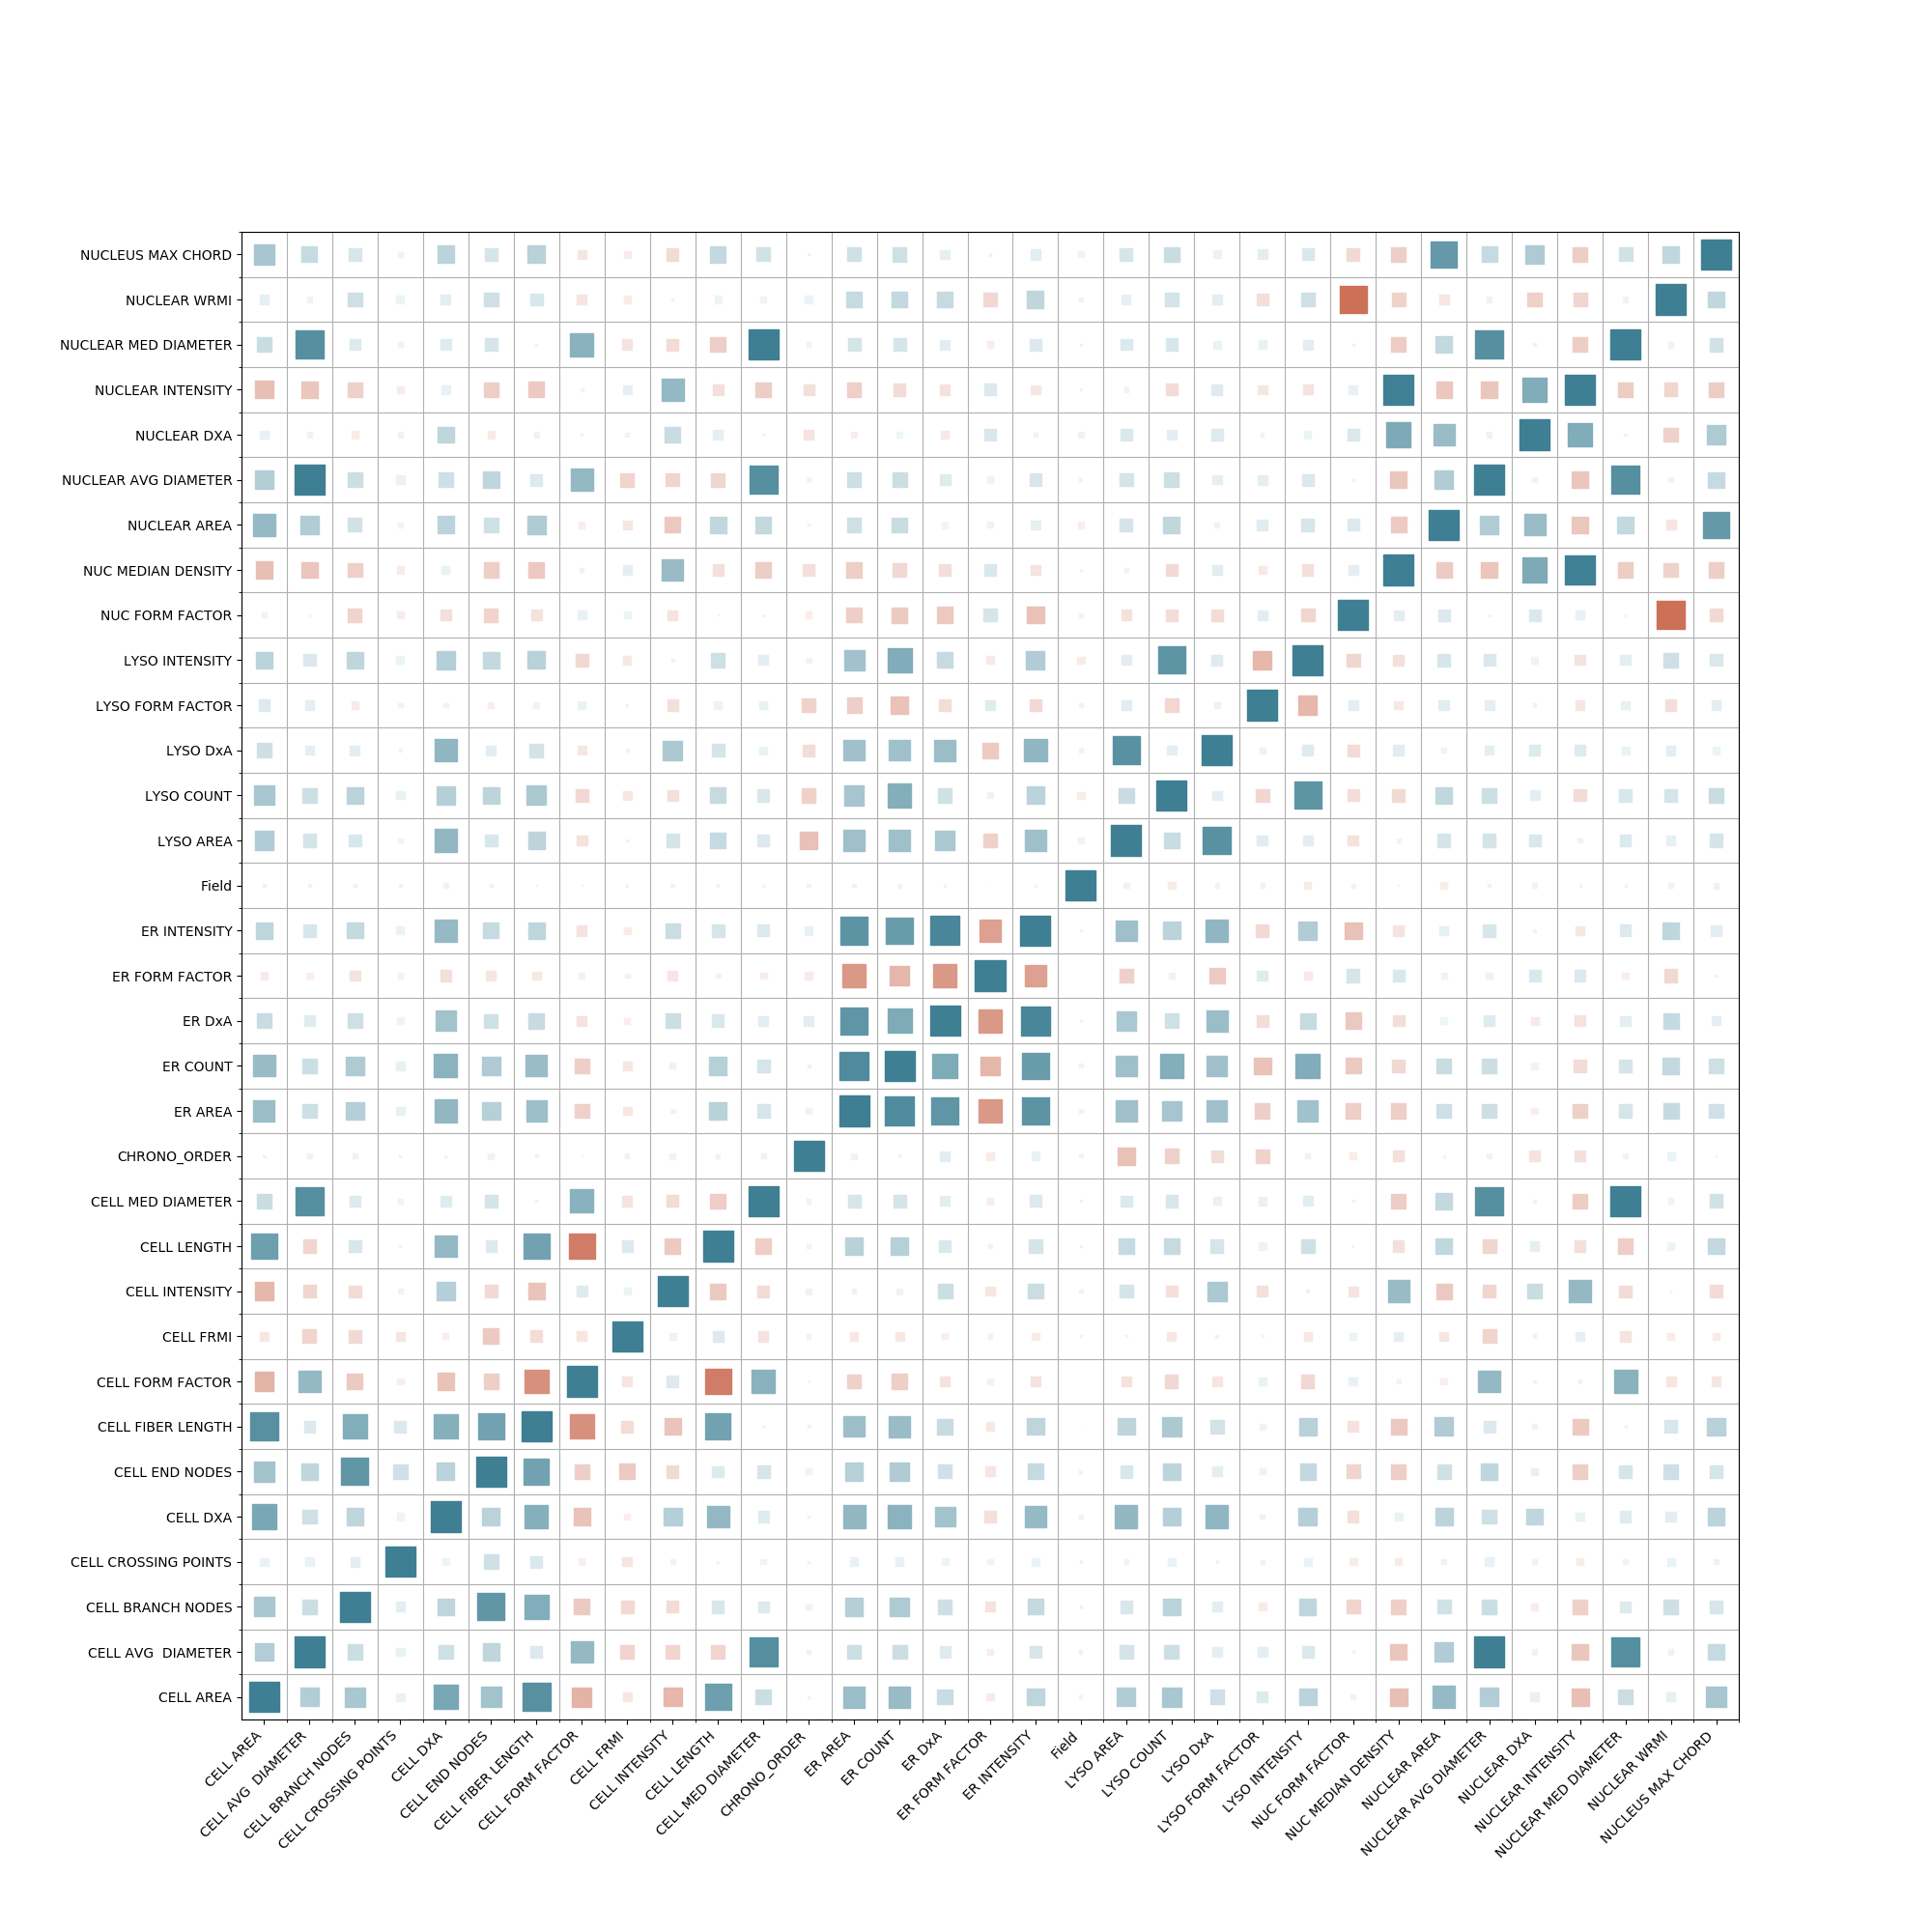 NUCLEUS MAX CHORD
NUCLEAR WRMI
NUCLEAR MED DIAMETER
NUCLEAR INTENSITY
NUCLEAR DXA
NUCLEAR AVG DIAMETER
NUCLEAR AREA
NUC MEDIAN DENSITY
NUC FORM FACTOR
LYSO INTENSITY
LYSO FORM FACTOR
LYSO DxA
LYSO COUNT
LYSO AREA
Field
ER INTENSITY
ER FORM FACTOR
ER DxA
ER COUNT
ER AREA
CHRONO_ORDER
CELL MED DIAMETER
CELL LENGTH
CELL INTENSITY
CELL FRMI
CELL FORM FACTOR
CELL FIBER LENGTH
CELL END NODES
CELL DXA
CELL CROSSING POINTS
CELL BRANCH NODES
CELL AVG  DIAMETER
CELL AREA
CELL AREA
CELL AVG  DIAMETER
CELL BRANCH NODES
CELL CROSSING POINTS
CELL DXA
CELL END NODES
CELL FIBER LENGTH
CELL FORM FACTOR
CELL FRMI
CELL INTENSITY
CELL LENGTH
CELL MED DIAMETER
CHRONO_ORDER
ER AREA
ER COUNT
ER DxA
ER FORM FACTOR
ER INTENSITY
Field
LYSO AREA
LYSO COUNT
LYSO DxA
LYSO FORM FACTOR
LYSO INTENSITY
NUC FORM FACTOR
NUC MEDIAN DENSITY
NUCLEAR AREA
NUCLEAR AVG DIAMETER
NUCLEAR DXA
NUCLEAR INTENSITY
NUCLEAR MED DIAMETER
NUCLEAR WRMI
NUCLEUS MAX CHORD